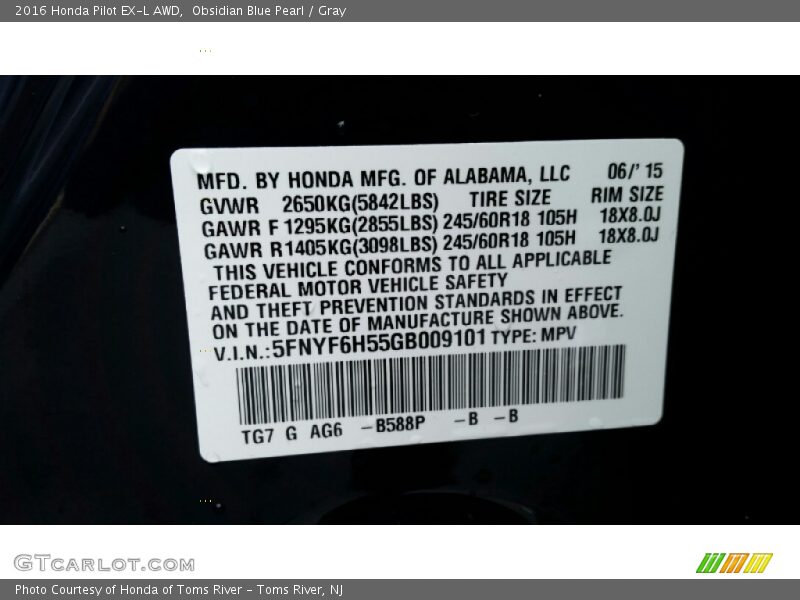 2016 Honda Pilot EX-L AWD,  Obsidian Blue Pearl / Gray
MFD. BY HONDA MFG. OF ALABAMA, LLC 06/' 15
GVWR 2650KG(5842LBS) TIRE SIZE RIM SIZE
GAWR F 1295KG(2855LBS) 245/60R18 105H 18X8.0J
GAWR R 1405KG(3098LBS) 245/60R18 105H 18X8.0J
THIS VEHICLE CONFORMS TO ALL APPLICABLE
FEDERAL MOTOR VEHICLE SAFETY
AND THEFT PREVENTION STANDARDS IN EFFECT
ON THE DATE OF MANUFACTURE SHOWN ABOVE.
V.I.N.: 5FNYF6H55GB009101 TYPE: MPV
TG7 G AG6 -B588P -B -B
GTCARLOT.COM
Photo Courtesy of Honda of Toms River - Toms River, NJ